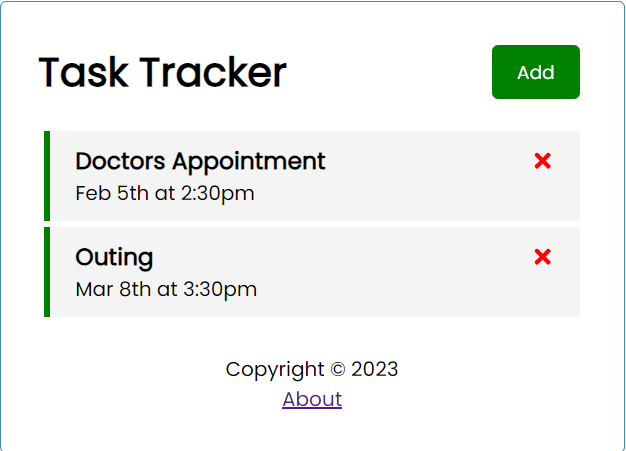 Task Tracker
Add
Doctors Appointment
Feb 5th at 2:30pm
Outing
Mar 8th at 3:30pm
Copyright © 2023
About